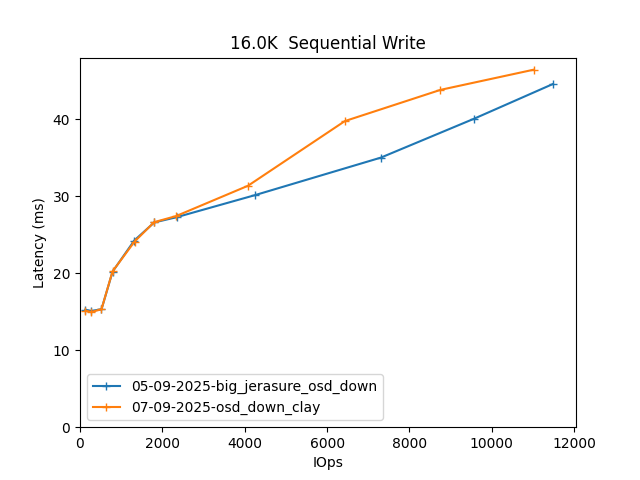 16.0K  Sequential Write
Latency (ms)
40
30
20
10
0
05-09-2025-big_jerasure_osd_down
07-09-2025-osd_down_clay
0 2000 4000 6000 8000 10000 12000
IOps